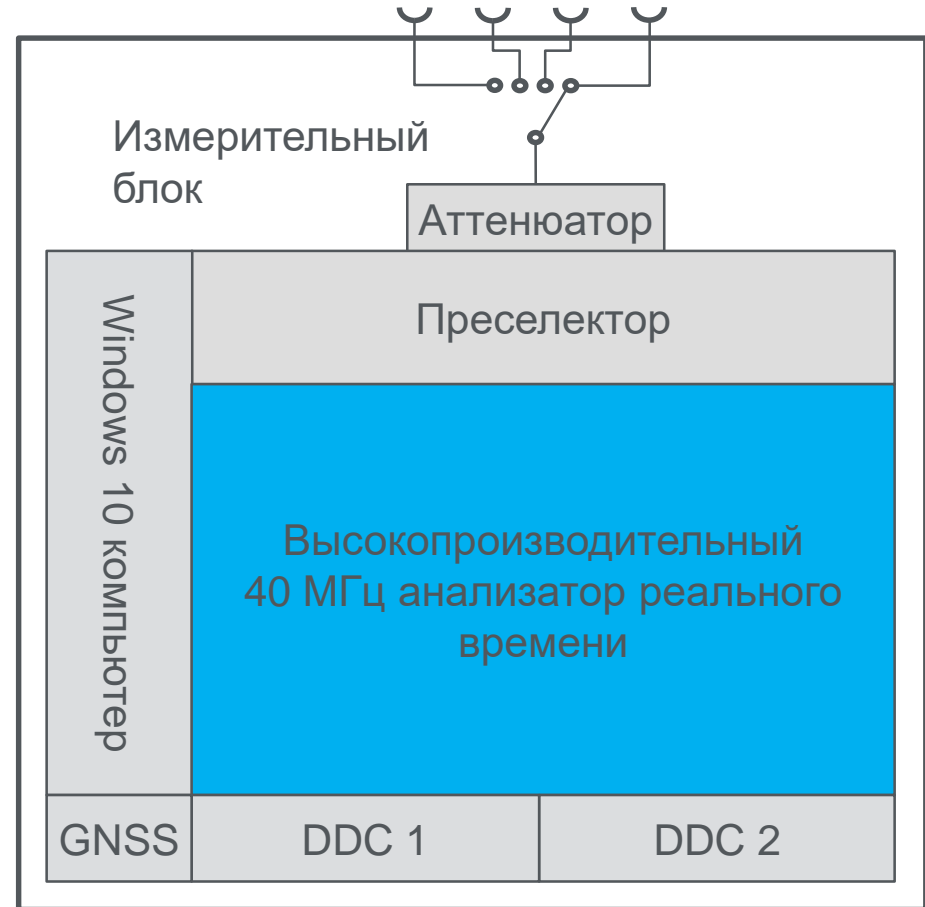 Измерительный
блок
Аттенюатор
Преселектор
Windows 10 компьютер
Высокопроизводительный
40 МГц анализатор реального
времени
GNSS
DDC 1
DDC 2